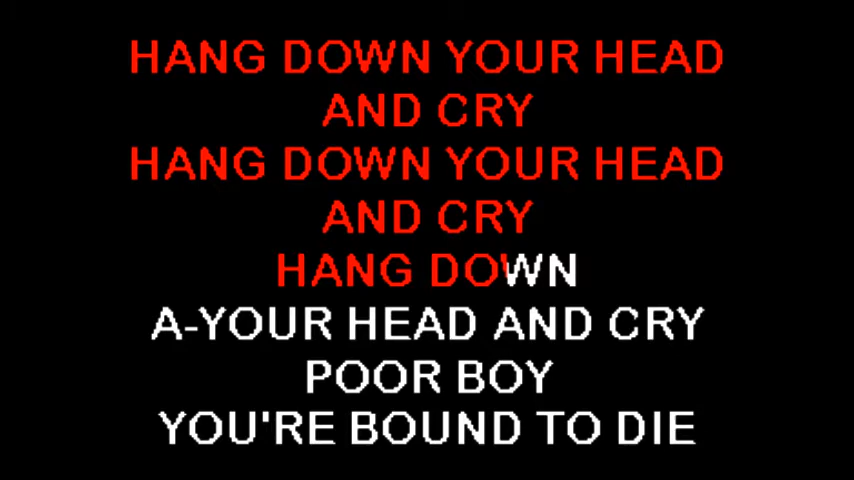 HANG DOWN YOUR HEAD
AND CRY
HANG DOWN YOUR HEAD
AND CRY
HANG DOWN
A-YOUR HEAD AND CRY
POOR BOY
YOU'RE BOUND TO DIE